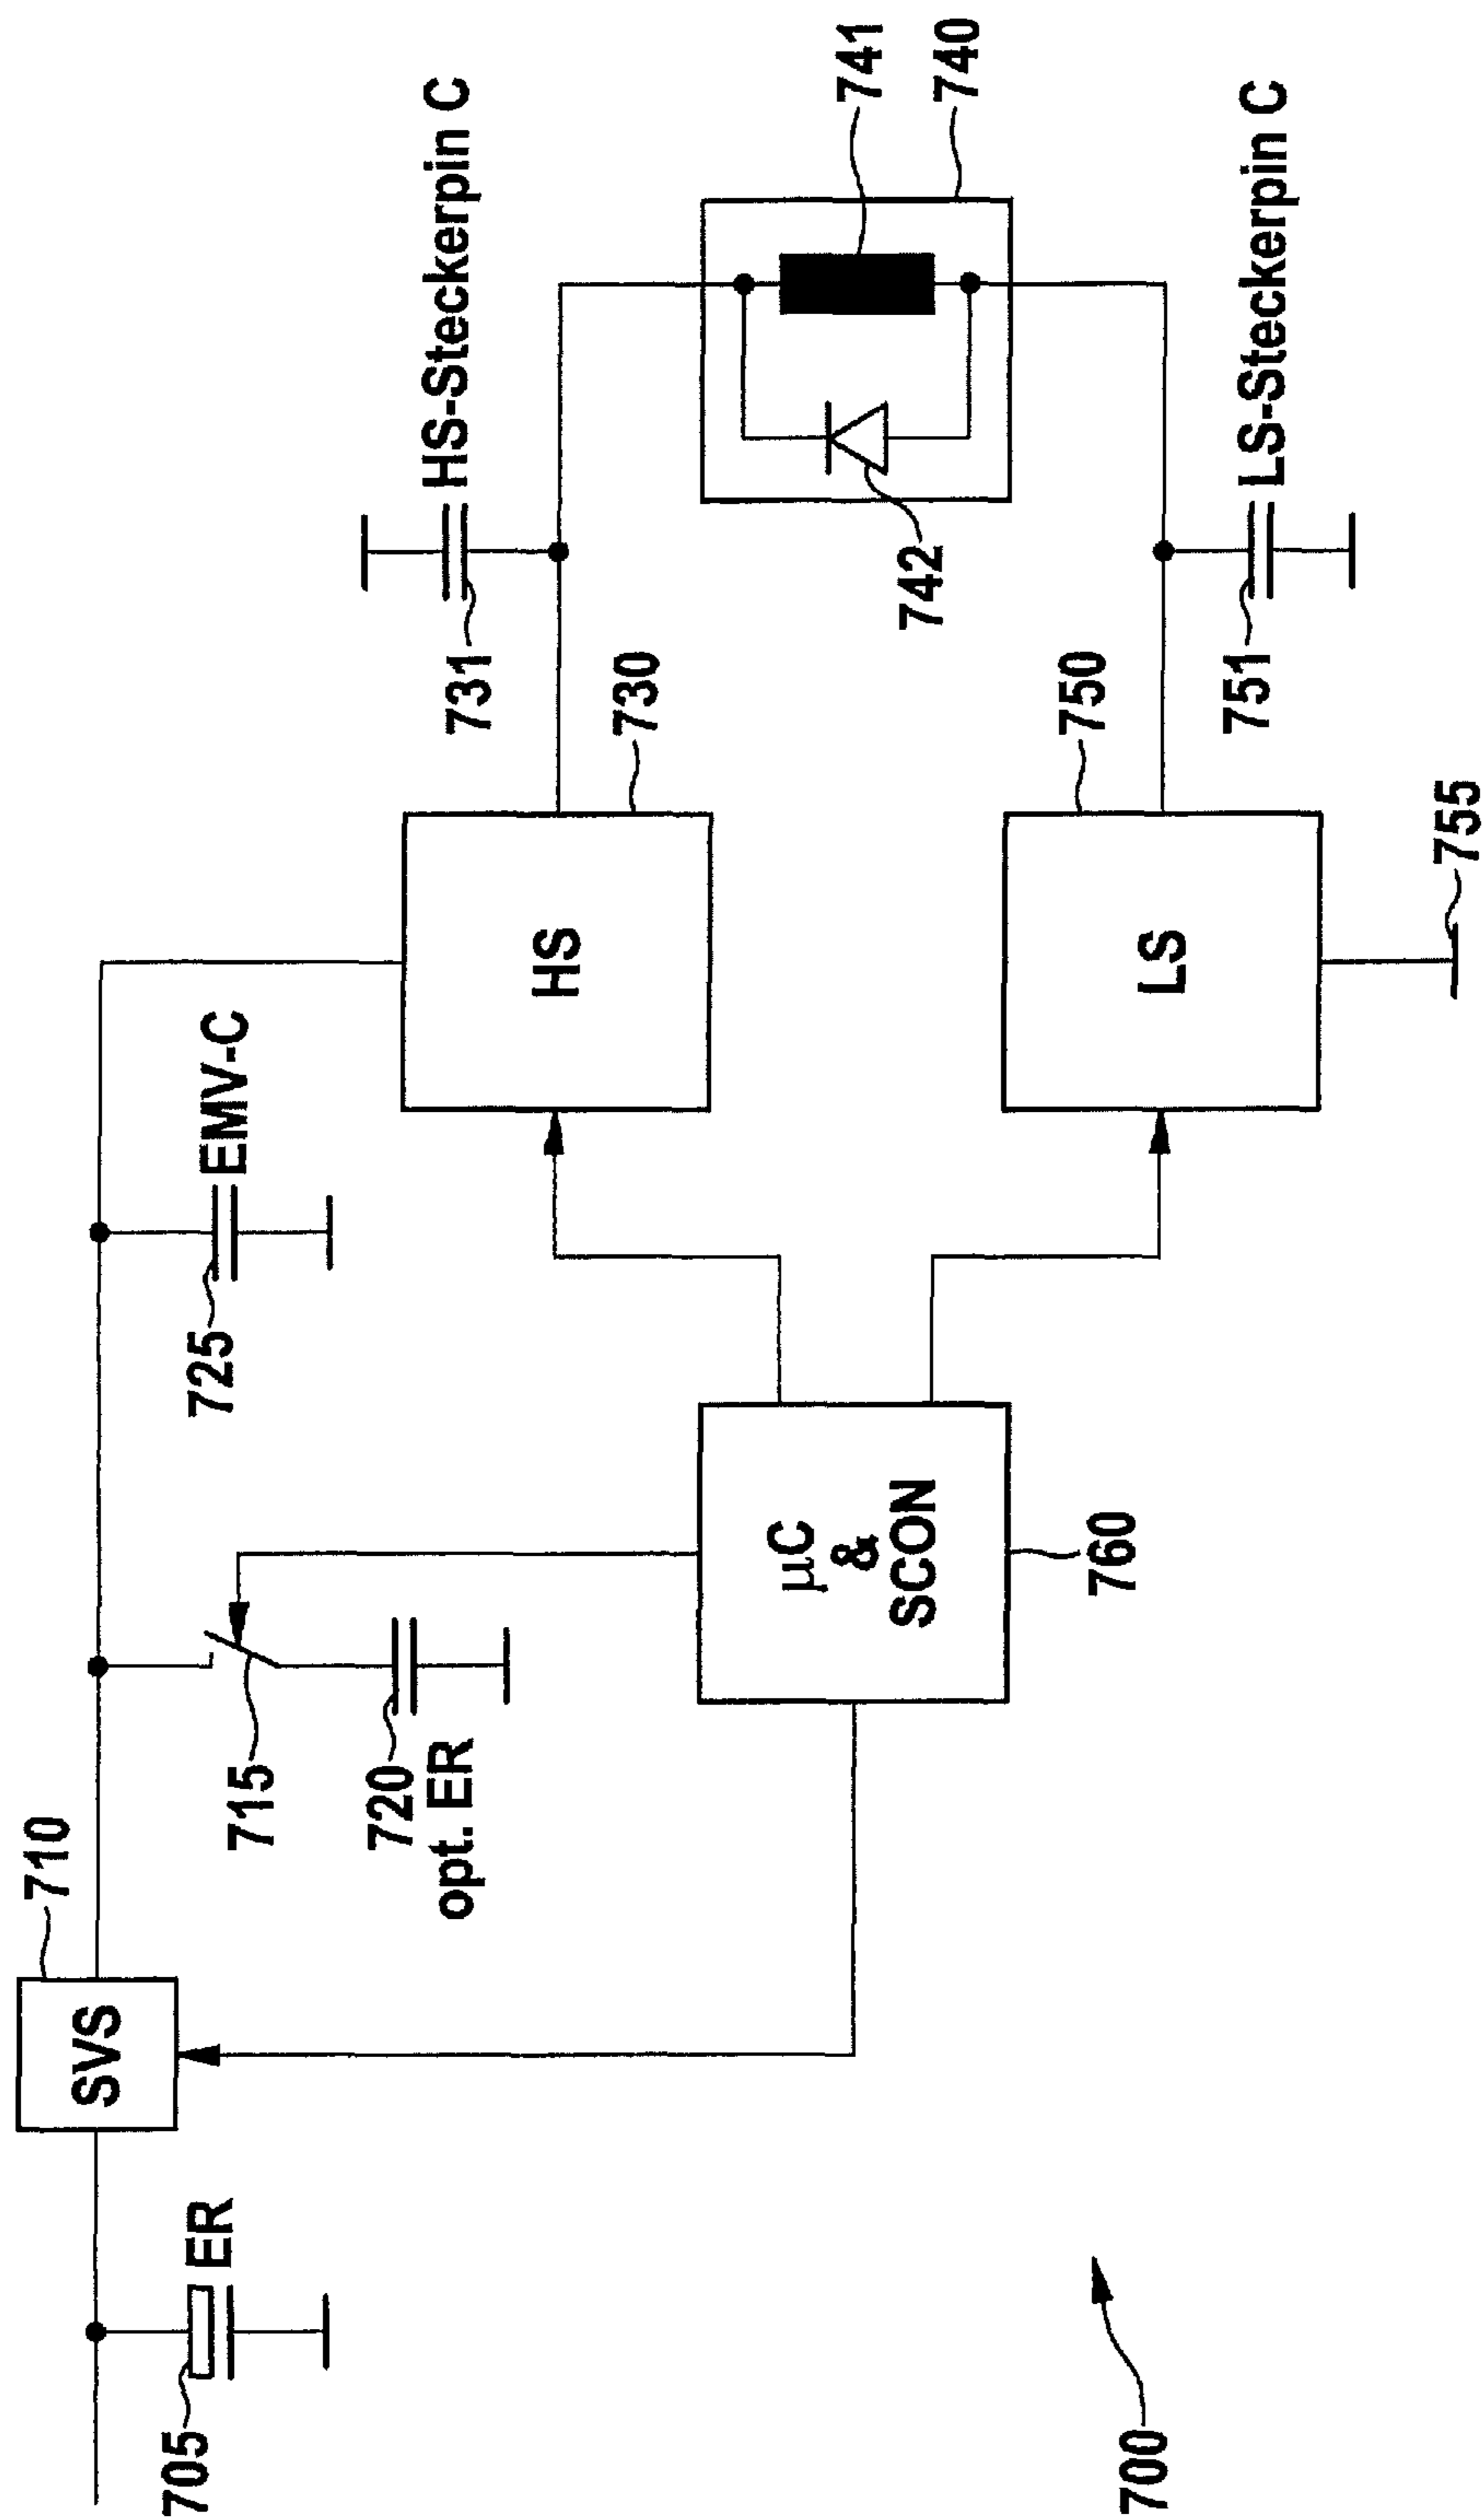 705
ER
SVS
710
715
720
opt. ER
725
EMV-C
µC
&
SCON
760
HS
730
731
HS-Steckerpin C
742
741
740
LS
750
751
LS-Steckerpin C
755
700